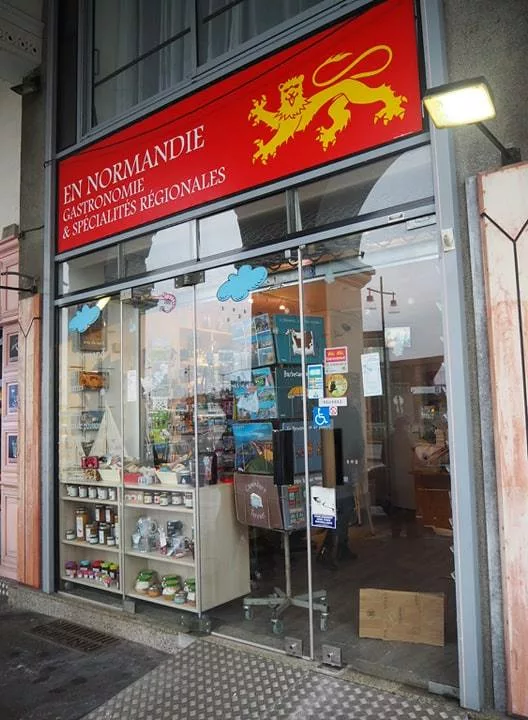 EN NORMANDIE
GASTRONOMIE
& SPÉCIALITÉS RÉGIONALES